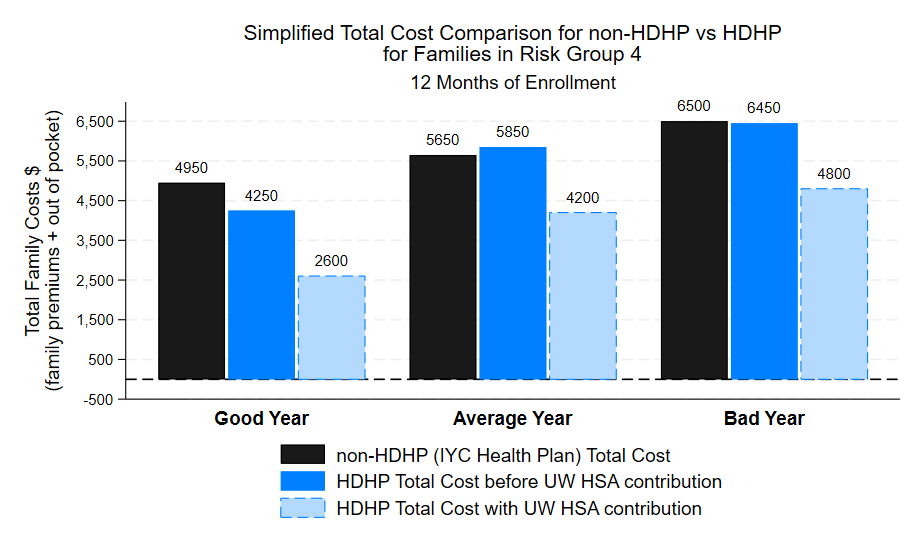 Simplified Total Cost Comparison for non-HDHP vs HDHP
for Families in Risk Group 4
12 Months of Enrollment
Total Family Costs $
(family premiums + out of pocket)
6,500
5,500
4,500
3,500
2,500
1,500
500
-500
4950
4250
2600
5650
5850
4200
6500
6450
4800
Good Year
Average Year
Bad Year
non-HDHP (IYC Health Plan) Total Cost
HDHP Total Cost before UW HSA contribution
HDHP Total Cost with UW HSA contribution